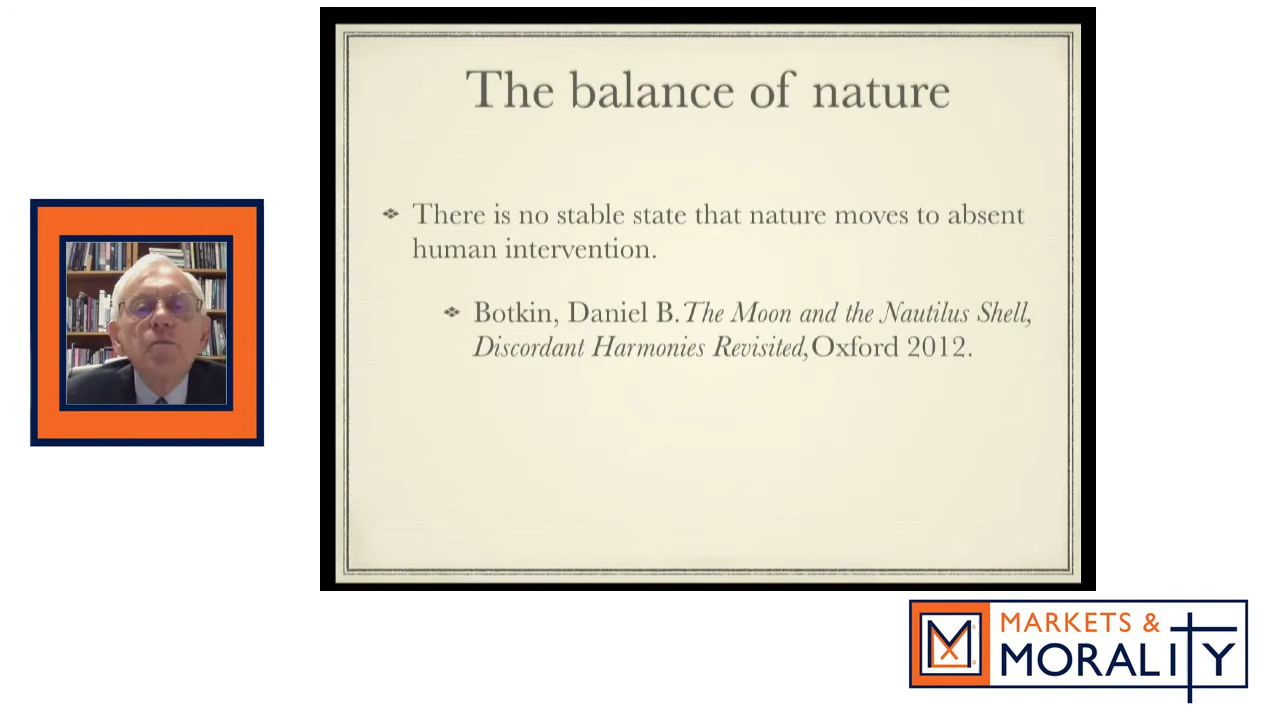 The balance of nature
There is no stable state that nature moves to absent
human intervention.
Botkin, Daniel B. The Moon and the Nautilus Shell,
Discordant Harmonies Revisited, Oxford 2012.
MARKETS &
MORALITY